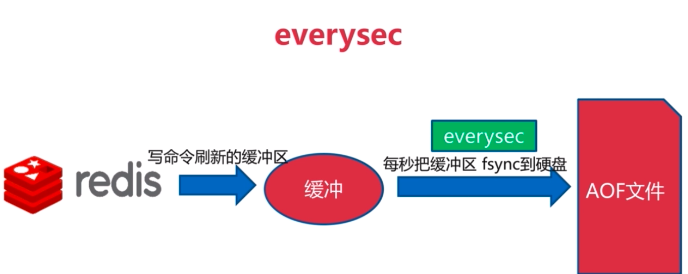 everysec
everysec
写命令刷新的缓冲区
每秒把缓冲区 fsync到硬盘
redis
缓冲
AOF文件